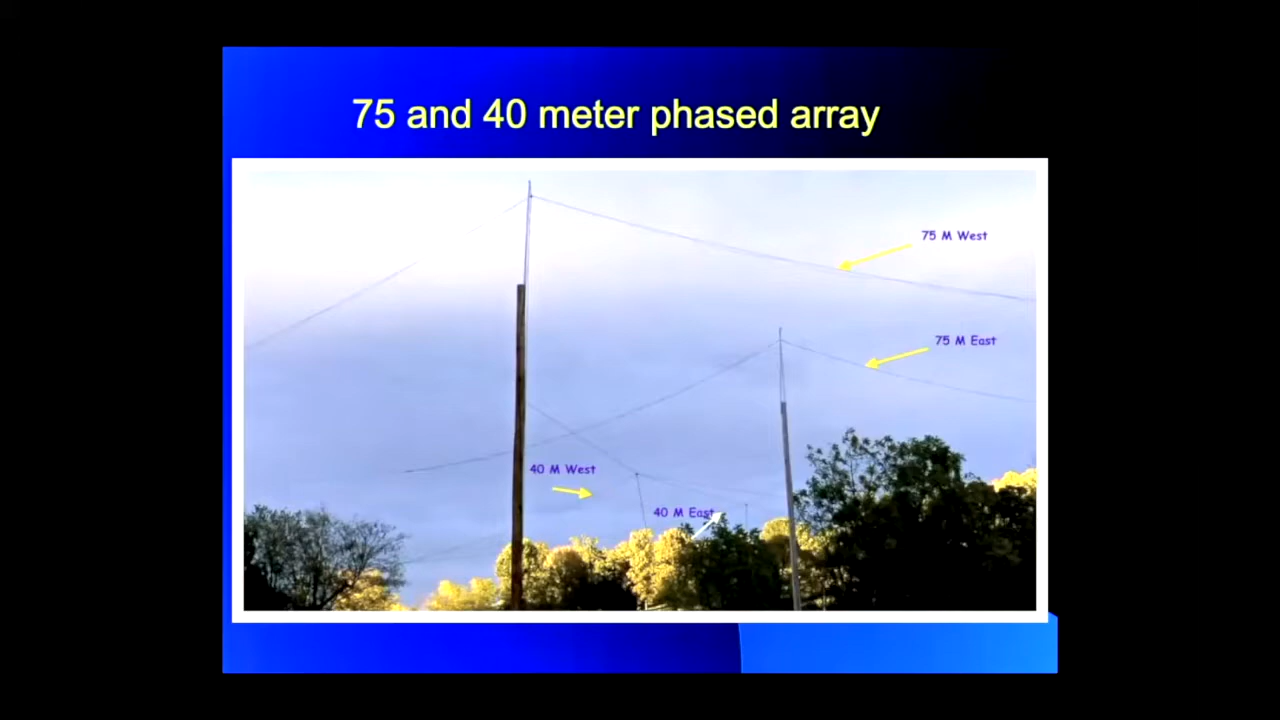 75 and 40 meter phased array
75 M West
75 M East
40 M West
40 M East